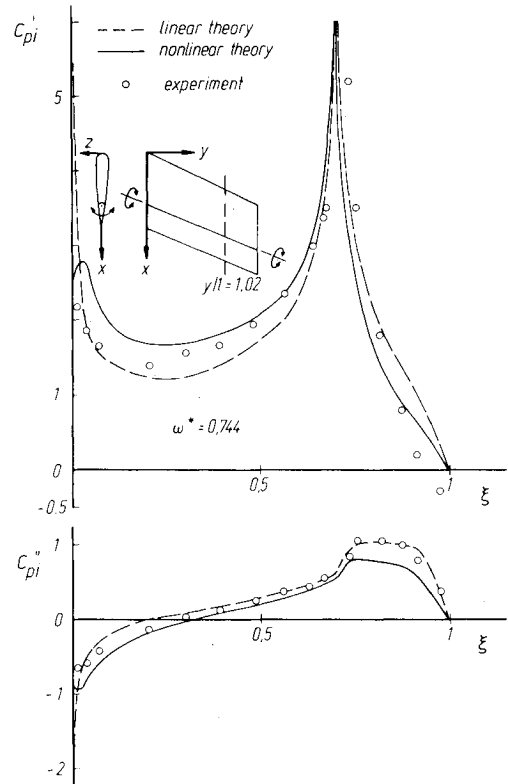 C'pi
linear theory
nonlinear theory
experiment
5
z
y
x
x
y/l = 1,02
1
ω* = 0,744
0
0,5
1
ξ
-0.5
C"pi
1
0
0,5
1
ξ
-1
-2